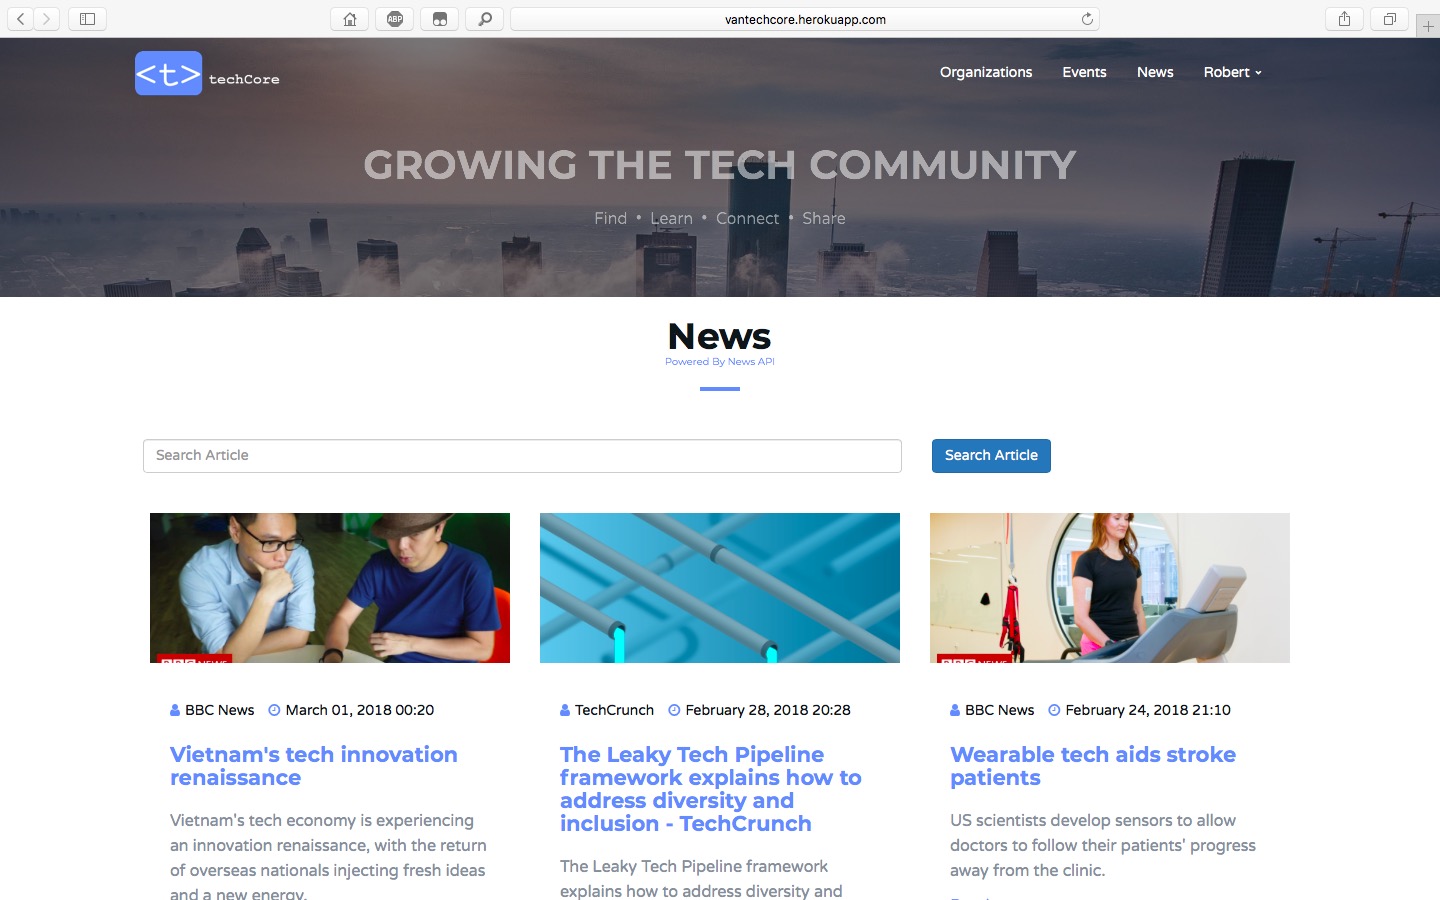 vantechcore.herokuapp.com
ABP
<t> techCore
Organizations Events News Robert
GROWING THE TECH COMMUNITY
Find • Learn • Connect • Share
News
Powered By News API
Search Article
Search Article
BBC News March 01, 2018 00:20
Vietnam's tech innovation
renaissance
Vietnam's tech economy is experiencing
an innovation renaissance, with the return
of overseas nationals injecting fresh ideas
and a new energy.
TechCrunch February 28, 2018 20:28
The Leaky Tech Pipeline
framework explains how to
address diversity and
inclusion - TechCrunch
The Leaky Tech Pipeline framework
explains how to address diversity and
BBC News February 24, 2018 21:10
Wearable tech aids stroke
patients
US scientists develop sensors to allow
doctors to follow their patients' progress
away from the clinic.